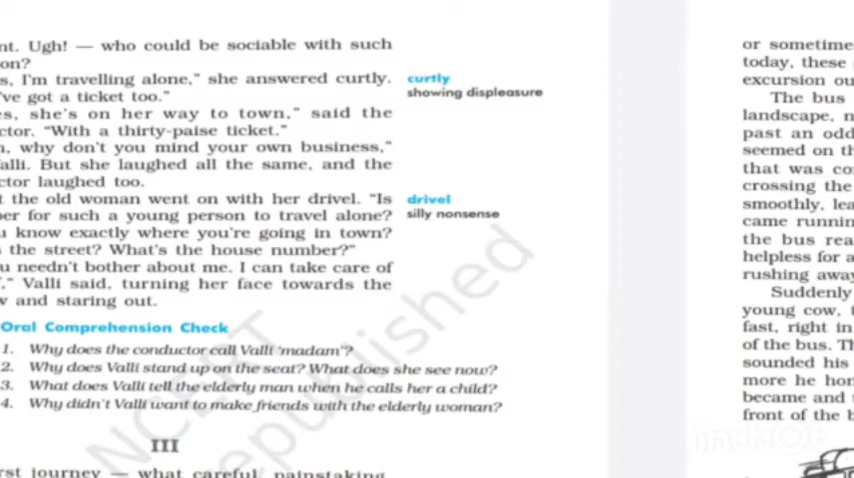 nt. Ugh! — who could be sociable with such
on?
s, I'm travelling alone," she answered curtly.
've got a ticket too."
es, she's on her way to town," said the
ctor. "With a thirty-paise ticket."
h, why don't you mind your own business,"
Valli. But she laughed all the same, and the
ctor laughed too.
t the old woman went on with her drivel. "Is
per for such a young person to travel alone?
u know exactly where you're going in town?
s the street? What's the house number?"
u needn't bother about me. I can take care of
f," Valli said, turning her face towards the
w and staring out.
curtly
showing displeasure
drivel
silly nonsense
Oral Comprehension Check
1. Why does the conductor call Valli 'madam'?
2. Why does Valli stand up on the seat? What does she see now?
3. What does Valli tell the elderly man when he calls her a child?
4. Why didn't Valli want to make friends with the elderly woman?
III
rst journey — what careful, painstaking
NCERT
republished
or sometime
today, these
excursion ou
The bus
landscape, n
past an odd
seemed on th
that was co
crossing the
smoothly, lea
came runnin
the bus rea
helpless for a
rushing away
Suddenly
young cow, t
fast, right in
of the bus. Th
sounded his
more he hon
became and t
front of the b